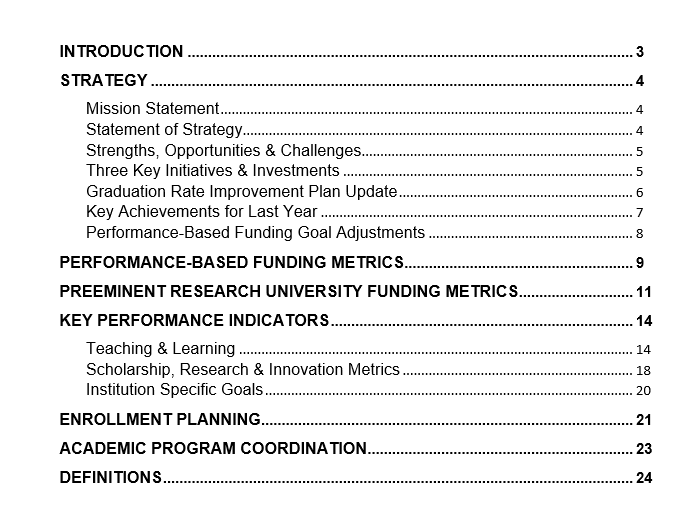 INTRODUCTION ........ 3
STRATEGY ........ 4
Mission Statement ........ 4
Statement of Strategy ........ 4
Strengths, Opportunities & Challenges ........ 5
Three Key Initiatives & Investments ........ 5
Graduation Rate Improvement Plan Update ........ 6
Key Achievements for Last Year ........ 7
Performance-Based Funding Goal Adjustments ........ 8
PERFORMANCE-BASED FUNDING METRICS ........ 9
PREEMINENT RESEARCH UNIVERSITY FUNDING METRICS ........ 11
KEY PERFORMANCE INDICATORS ........ 14
Teaching & Learning ........ 14
Scholarship, Research & Innovation Metrics ........ 18
Institution Specific Goals ........ 20
ENROLLMENT PLANNING ........ 21
ACADEMIC PROGRAM COORDINATION ........ 23
DEFINITIONS ........ 24